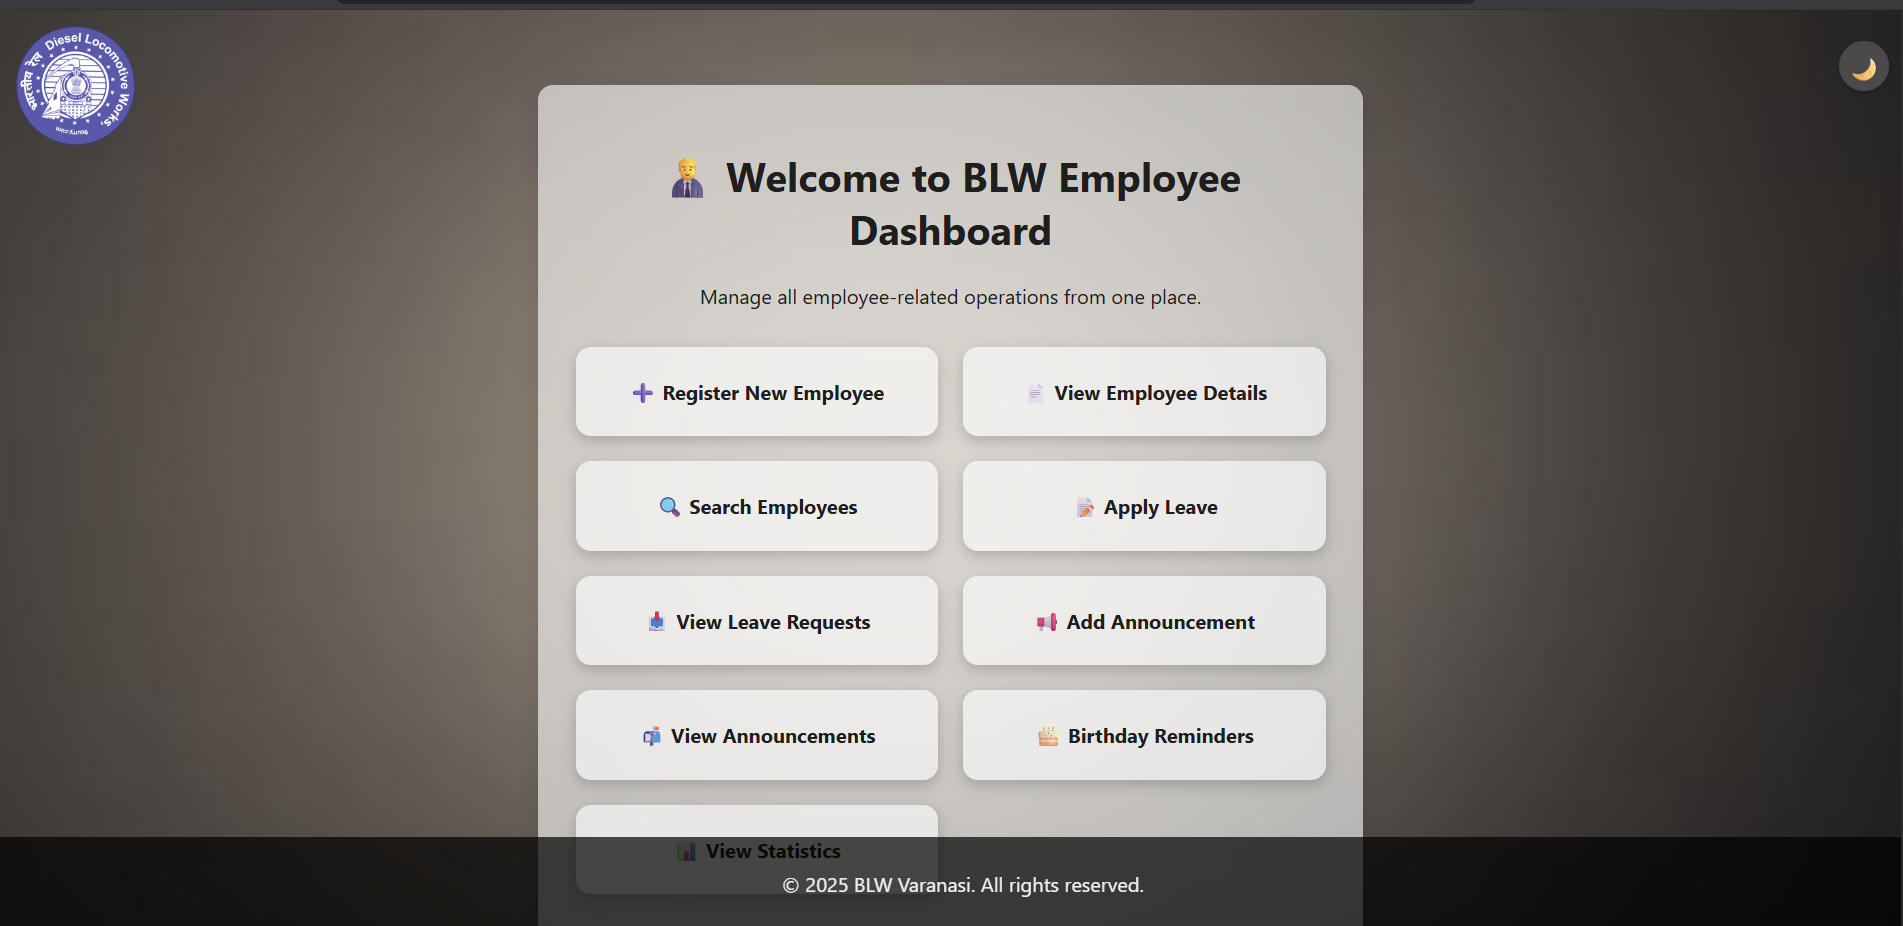 भारतीय रेल Diesel Locomotive Works,
9curry.com
Welcome to BLW Employee
Dashboard
Manage all employee-related operations from one place.
Register New Employee
View Employee Details
Search Employees
Apply Leave
View Leave Requests
Add Announcement
View Announcements
Birthday Reminders
View Statistics
© 2025 BLW Varanasi. All rights reserved.